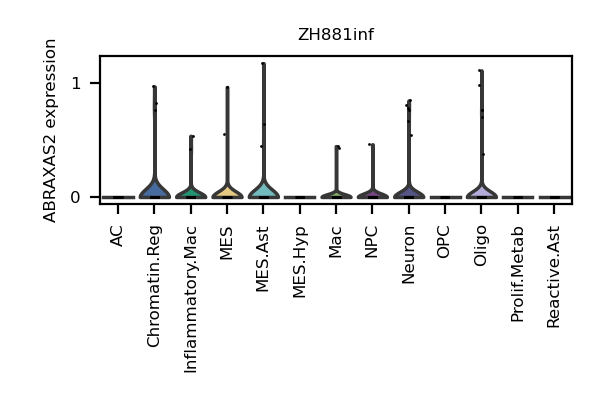 ZH881inf
ABRAXAS2 expression
1
0
AC
Chromatin.Reg
Inflammatory.Mac
MES
MES.Ast
MES.Hyp
Mac
NPC
Neuron
OPC
Oligo
Prolif.Metab
Reactive.Ast